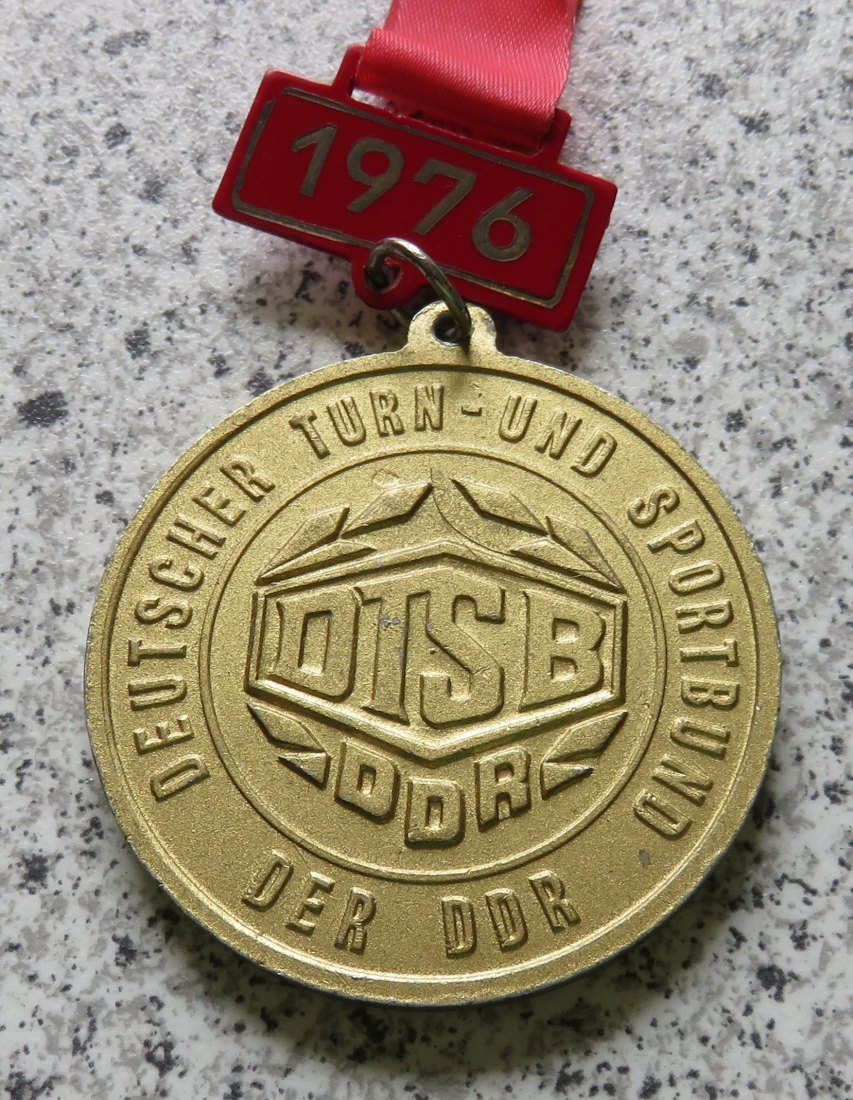 1976
DEUTSCHER TURN- UND SPORTBUND
DER DDR
DTSB
DDR